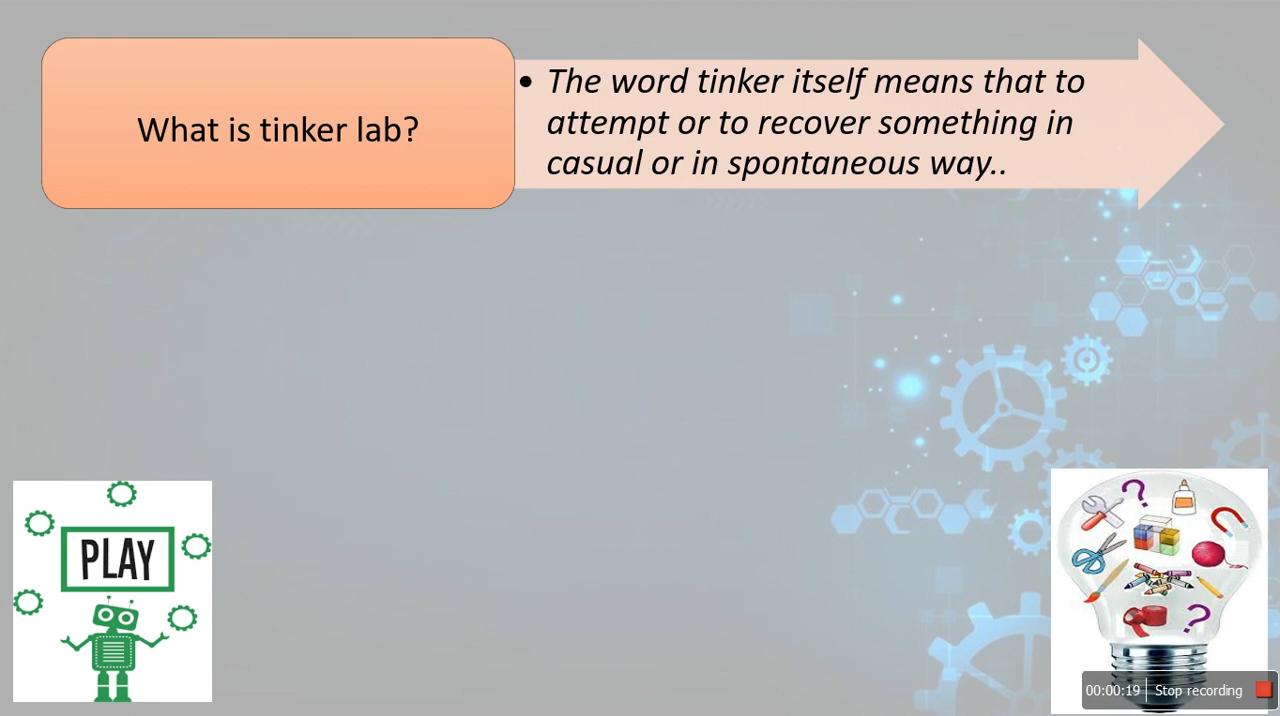 What is tinker lab?
• The word tinker itself means that to
attempt or to recover something in
casual or in spontaneous way..
PLAY
?
?
00:00:19 Stop recording